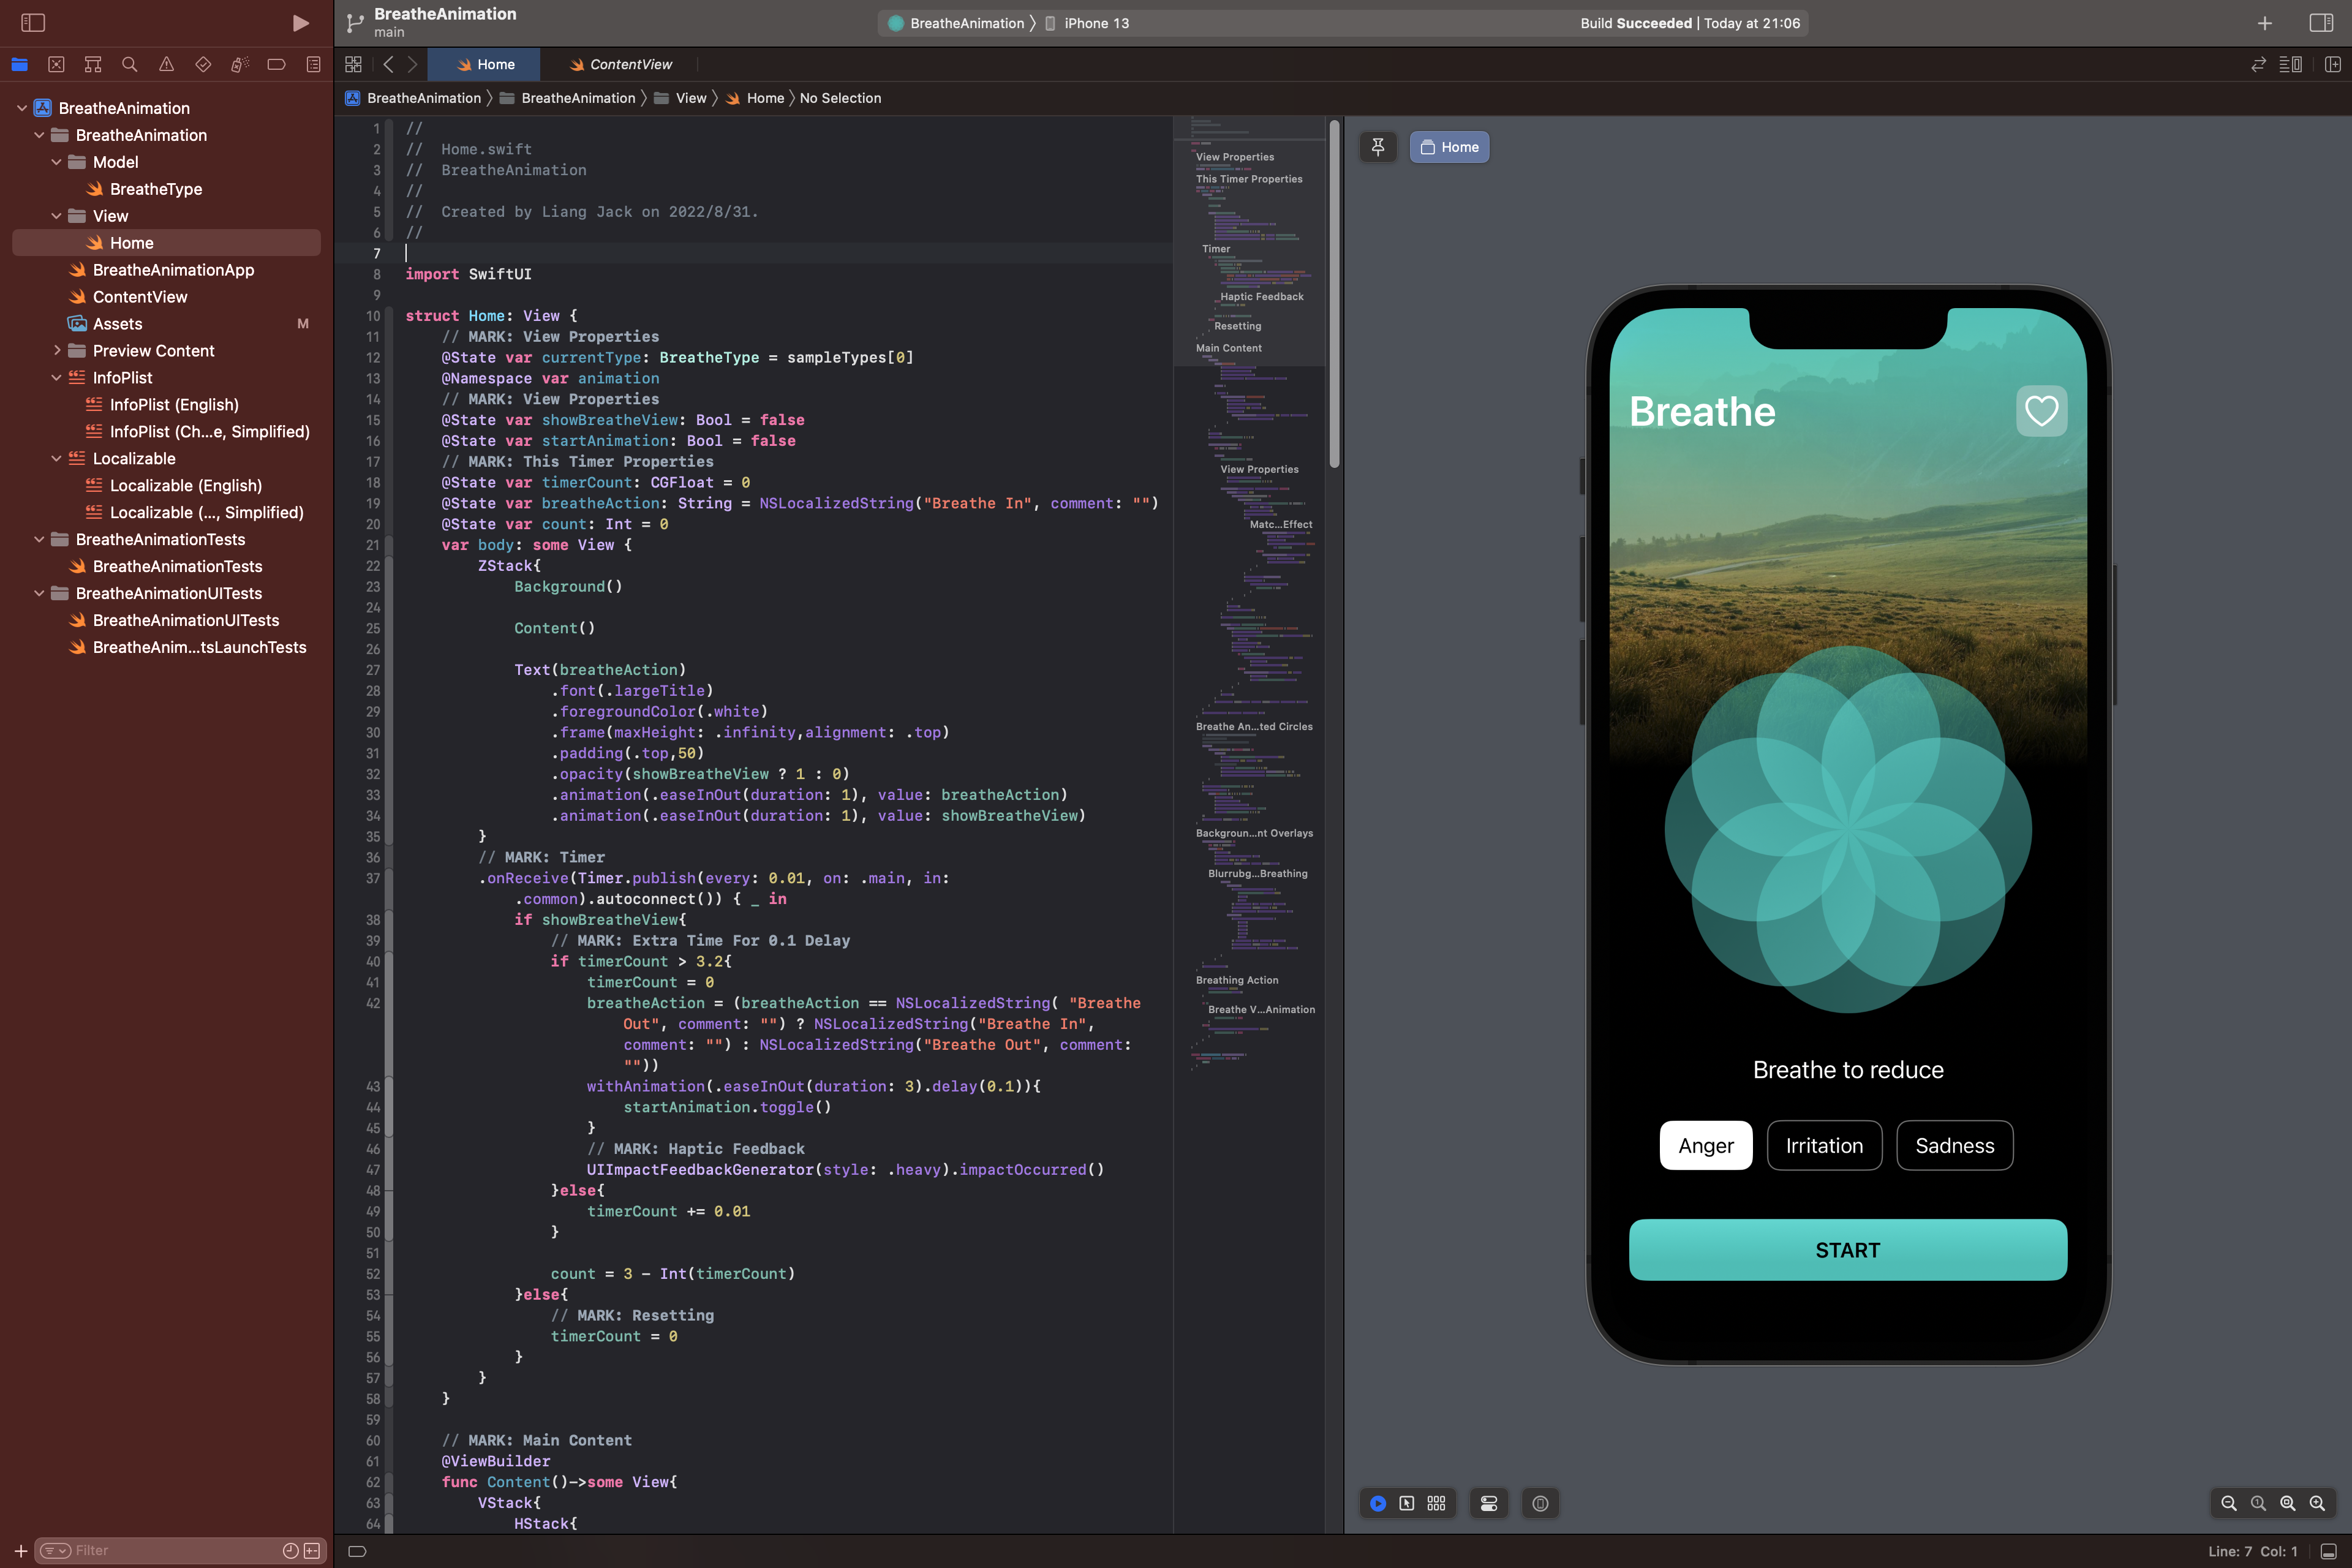 BreatheAnimation
main
BreatheAnimation 〉 iPhone 13
Build Succeeded | Today at 21:06
Home
ContentView
BreatheAnimation 〉 BreatheAnimation 〉 View 〉 Home 〉 No Selection
BreatheAnimation
BreatheAnimation
Model
BreatheType
View
Home
BreatheAnimationApp
ContentView
Assets M
Preview Content
InfoPlist
InfoPlist (English)
InfoPlist (Ch...e, Simplified)
Localizable
Localizable (English)
Localizable (..., Simplified)
BreatheAnimationTests
BreatheAnimationTests
BreatheAnimationUITests
BreatheAnimationUITests
BreatheAnim...tsLaunchTests
Filter
1 //
2 //  Home.swift
3 //  BreatheAnimation
4 //
5 //  Created by Liang Jack on 2022/8/31.
6 //
7
8 import SwiftUI
9
10 struct Home: View {
11     // MARK: View Properties
12     @State var currentType: BreatheType = sampleTypes[0]
13     @Namespace var animation
14     // MARK: View Properties
15     @State var showBreatheView: Bool = false
16     @State var startAnimation: Bool = false
17     // MARK: This Timer Properties
18     @State var timerCount: CGFloat = 0
19     @State var breatheAction: String = NSLocalizedString("Breathe In", comment: "")
20     @State var count: Int = 0
21     var body: some View {
22         ZStack{
23             Background()
24
25             Content()
26
27             Text(breatheAction)
28                 .font(.largeTitle)
29                 .foregroundColor(.white)
30                 .frame(maxHeight: .infinity,alignment: .top)
31                 .padding(.top,50)
32                 .opacity(showBreatheView ? 1 : 0)
33                 .animation(.easeInOut(duration: 1), value: breatheAction)
34                 .animation(.easeInOut(duration: 1), value: showBreatheView)
35         }
36         // MARK: Timer
37         .onReceive(Timer.publish(every: 0.01, on: .main, in:
.common).autoconnect()) { _ in
38             if showBreatheView{
39                 // MARK: Extra Time For 0.1 Delay
40                 if timerCount > 3.2{
41                     timerCount = 0
42                     breatheAction = (breatheAction == NSLocalizedString( "Breathe
Out", comment: "") ? NSLocalizedString("Breathe In",
comment: "") : NSLocalizedString("Breathe Out", comment:
""))
43                     withAnimation(.easeInOut(duration: 3).delay(0.1)){
44                         startAnimation.toggle()
45                     }
46                     // MARK: Haptic Feedback
47                     UIImpactFeedbackGenerator(style: .heavy).impactOccurred()
48                 }else{
49                     timerCount += 0.01
50                 }
51
52                 count = 3 - Int(timerCount)
53             }else{
54                 // MARK: Resetting
55                 timerCount = 0
56             }
57         }
58     }
59
60     // MARK: Main Content
61     @ViewBuilder
62     func Content()->some View{
63         VStack{
64             HStack{
View Properties
This Timer Properties
Timer
Haptic Feedback
Resetting
Main Content
View Properties
Matc...Effect
Breathe An...ted Circles
Backgroun...nt Overlays
Blurrubg...Breathing
Breathing Action
Breathe V...Animation
Home
Breathe
Breathe to reduce
Anger
Irritation
Sadness
START
Line: 7  Col: 1